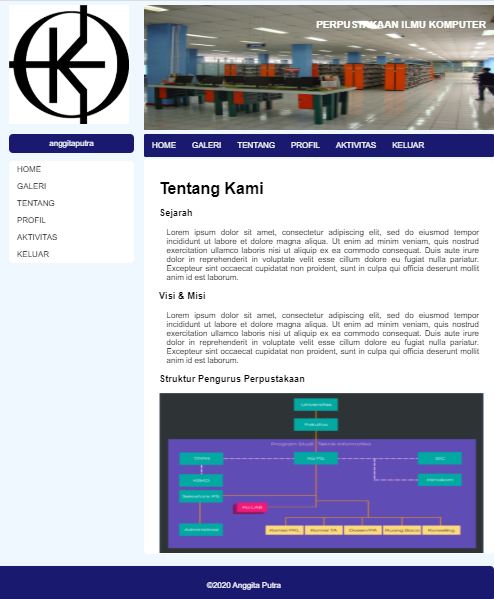 PERPUSTAKAAN ILMU KOMPUTER
anggitaputra
HOME
GALERI
TENTANG
PROFIL
AKTIVITAS
KELUAR
HOME GALERI TENTANG PROFIL AKTIVITAS KELUAR
Tentang Kami
Sejarah
Lorem ipsum dolor sit amet, consectetur adipiscing elit, sed do eiusmod tempor
incididunt ut labore et dolore magna aliqua. Ut enim ad minim veniam, quis nostrud
exercitation ullamco laboris nisi ut aliquip ex ea commodo consequat. Duis aute irure
dolor in reprehenderit in voluptate velit esse cillum dolore eu fugiat nulla pariatur.
Excepteur sint occaecat cupidatat non proident, sunt in culpa qui officia deserunt mollit
anim id est laborum.
Visi & Misi
Lorem ipsum dolor sit amet, consectetur adipiscing elit, sed do eiusmod tempor
incididunt ut labore et dolore magna aliqua. Ut enim ad minim veniam, quis nostrud
exercitation ullamco laboris nisi ut aliquip ex ea commodo consequat. Duis aute irure
dolor in reprehenderit in voluptate velit esse cillum dolore eu fugiat nulla pariatur.
Excepteur sint occaecat cupidatat non proident, sunt in culpa qui officia deserunt mollit
anim id est laborum.
Struktur Pengurus Perpustakaan
Universitas
Fakultas
Program Studi Teknik Informatika
Ka PS
Sekretaris PS
Ka-LAB
Administrasi
Komisi PKL Komisi TA Dosen/PA Ruang Baca Konseling
©2020 Anggita Putra